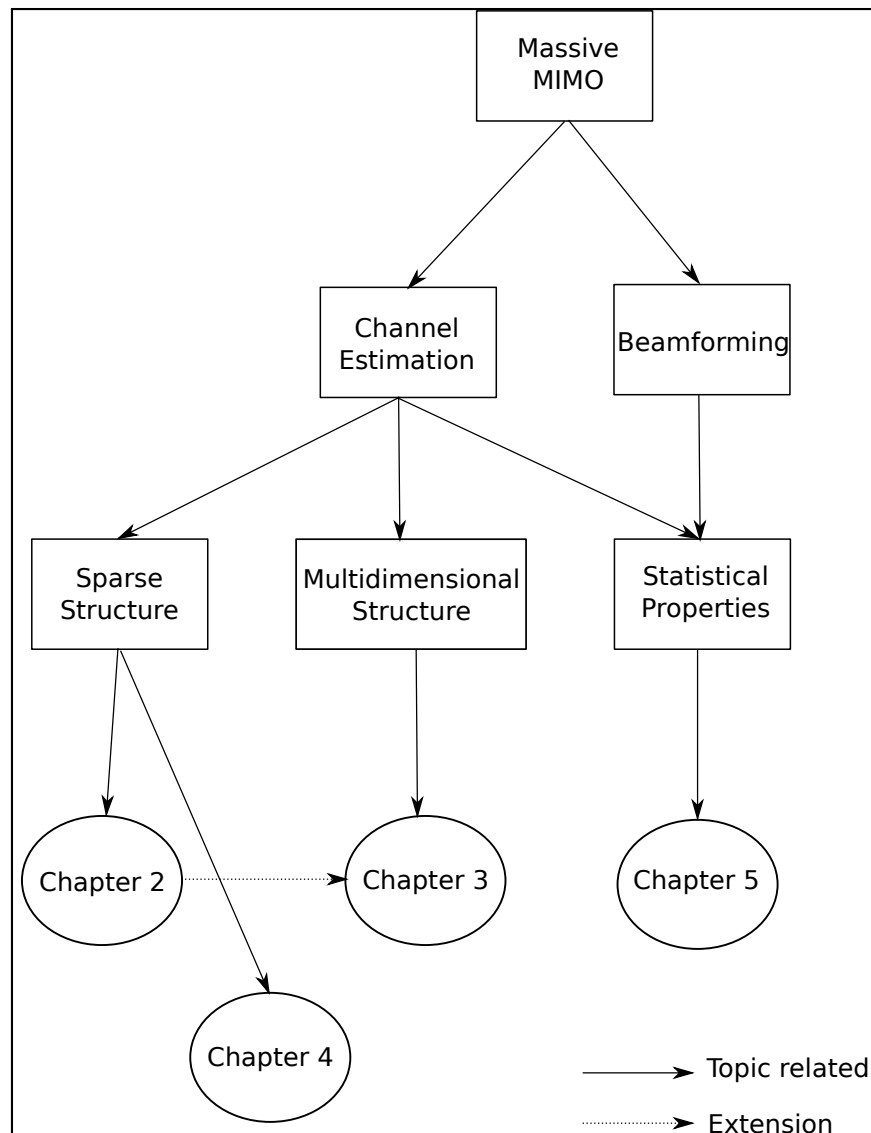 Massive
MIMO
Channel
Estimation
Beamforming
Sparse
Structure
Multidimensional
Structure
Statistical
Properties
Chapter 2
Chapter 3
Chapter 5
Chapter 4
Topic related
Extension